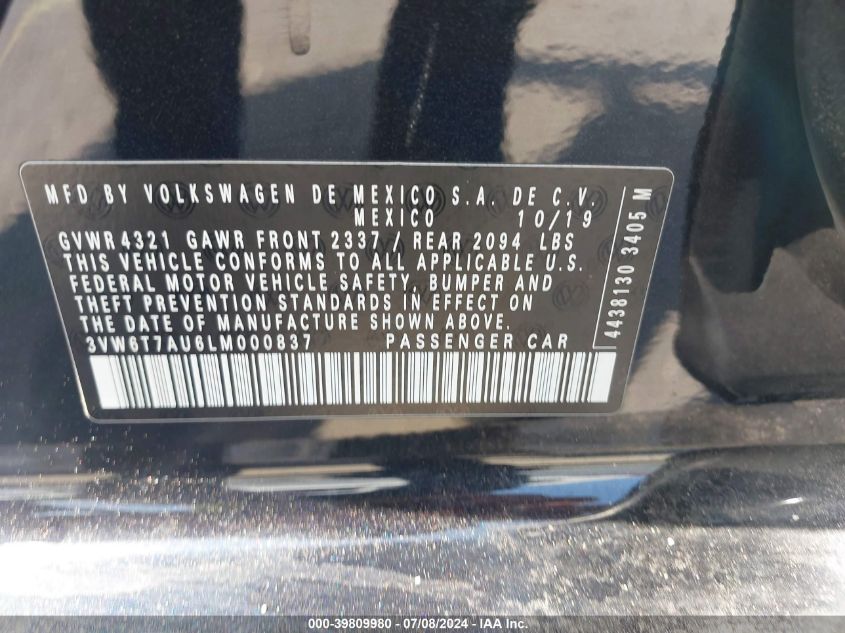 MFD BY VOLKSWAGEN DE MEXICO S.A. DE C.V.
MEXICO 10/19
GVWR 4321 GAWR FRONT 2337 / REAR 2094 LBS
THIS VEHICLE CONFORMS TO ALL APPLICABLE U.S.
FEDERAL MOTOR VEHICLE SAFETY, BUMPER AND
THEFT PREVENTION STANDARDS IN EFFECT ON
THE DATE OF MANUFACTURE SHOWN ABOVE.
3VW6T7AU6LM000837 PASSENGER CAR
4438130 3405 M
000-39809980 - 07/08/2024 - IAA Inc.